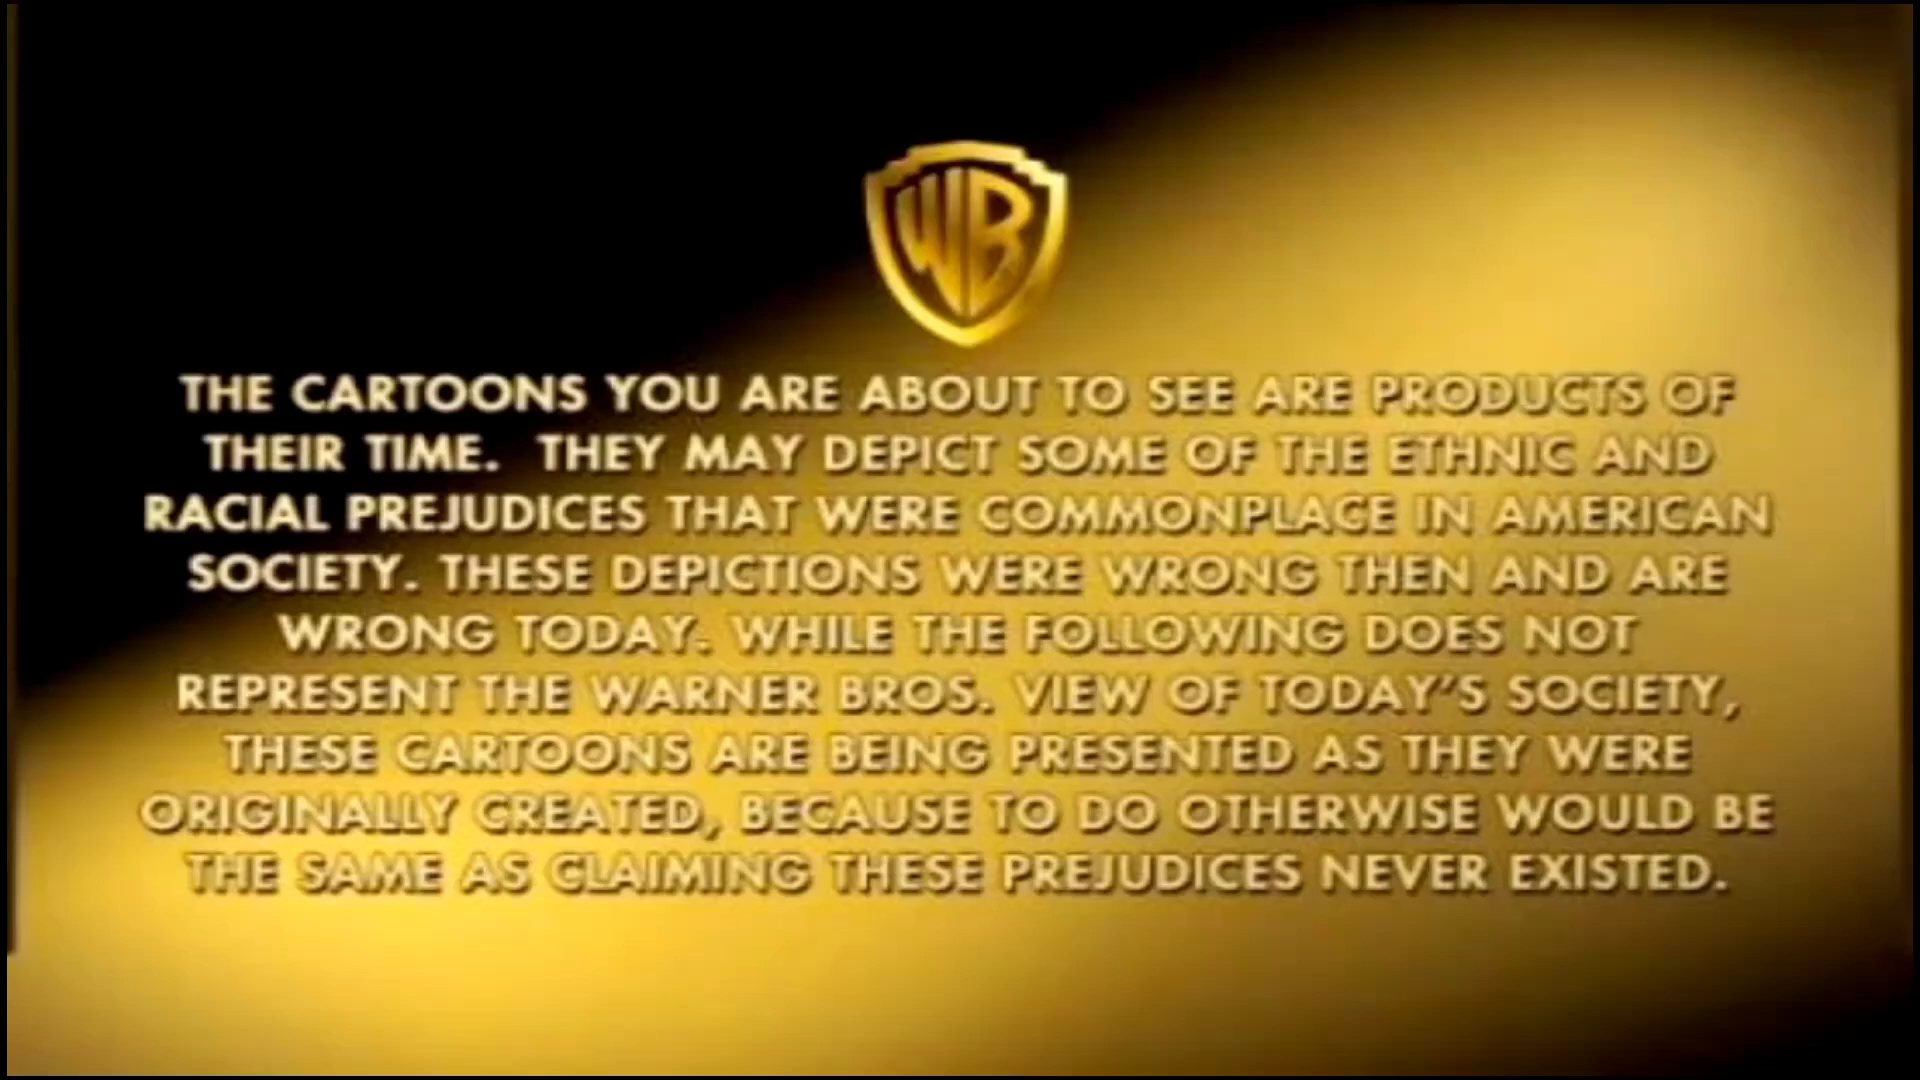 WB
THE CARTOONS YOU ARE ABOUT TO SEE ARE PRODUCTS OF
THEIR TIME. THEY MAY DEPICT SOME OF THE ETHNIC AND
RACIAL PREJUDICES THAT WERE COMMONPLACE IN AMERICAN
SOCIETY. THESE DEPICTIONS WERE WRONG THEN AND ARE
WRONG TODAY. WHILE THE FOLLOWING DOES NOT
REPRESENT THE WARNER BROS. VIEW OF TODAY'S SOCIETY,
THESE CARTOONS ARE BEING PRESENTED AS THEY WERE
ORIGINALLY CREATED, BECAUSE TO DO OTHERWISE WOULD BE
THE SAME AS CLAIMING THESE PREJUDICES NEVER EXISTED.